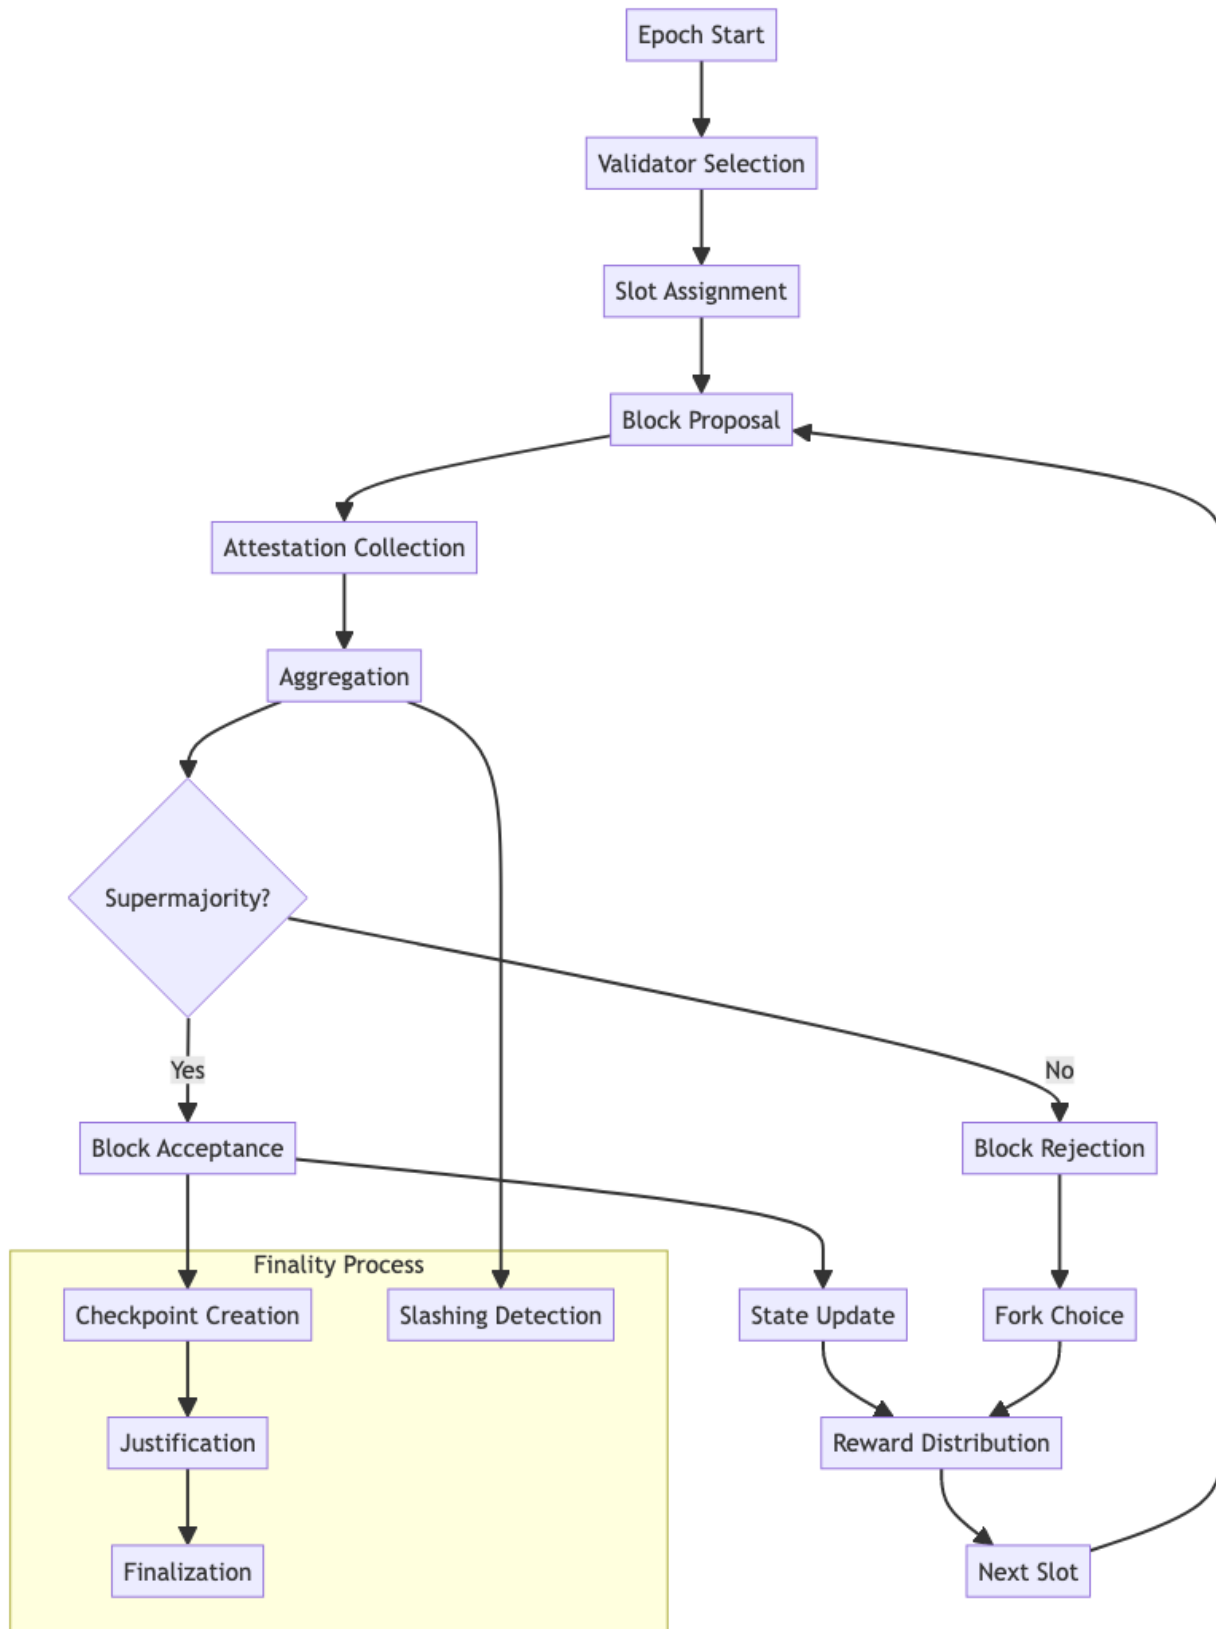 Epoch Start
Validator Selection
Slot Assignment
Block Proposal
Attestation Collection
Aggregation
Supermajority?
Yes
No
Block Acceptance
Block Rejection
Finality Process
Checkpoint Creation
Slashing Detection
State Update
Fork Choice
Justification
Reward Distribution
Finalization
Next Slot